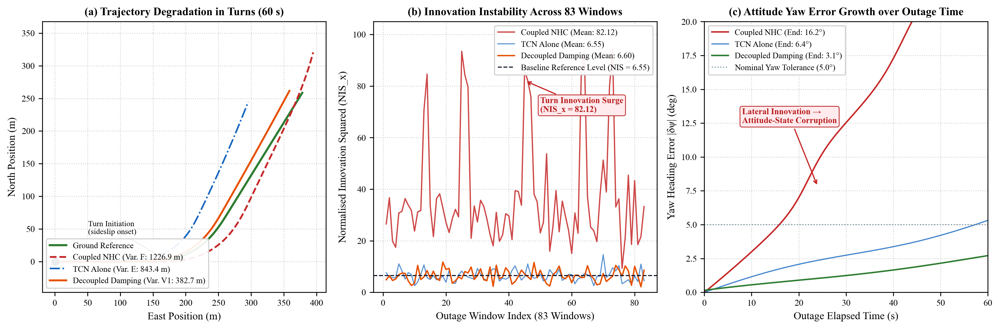 (a) Trajectory Degradation in Turns (60 s)
350
300
250
200
150
100
50
0
North Position (m)
Turn Initiation
(sideslip onset)
Ground Reference
Coupled NHC (Var. F: 1226.9 m)
TCN Alone (Var. E: 843.4 m)
Decoupled Damping (Var. V1: 382.7 m)
0 50 100 150 200 250 300 350 400
East Position (m)
(b) Innovation Instability Across 83 Windows
100
80
60
40
20
0
Normalised Innovation Squared (NIS_x)
Coupled NHC (Mean: 82.12)
TCN Alone (Mean: 6.55)
Decoupled Damping (Mean: 6.60)
Baseline Reference Level (NIS = 6.55)
Turn Innovation Surge
(NIS_x = 82.12)
0 20 40 60 80
Outage Window Index (83 Windows)
(c) Attitude Yaw Error Growth over Outage Time
20.0
17.5
15.0
12.5
10.0
7.5
5.0
2.5
0.0
Yaw Heading Error |δψ| (deg)
Coupled NHC (End: 16.2°)
TCN Alone (End: 6.4°)
Decoupled Damping (End: 3.1°)
Nominal Yaw Tolerance (5.0°)
Lateral Innovation →
Attitude-State Corruption
0 10 20 30 40 50 60
Outage Elapsed Time (s)